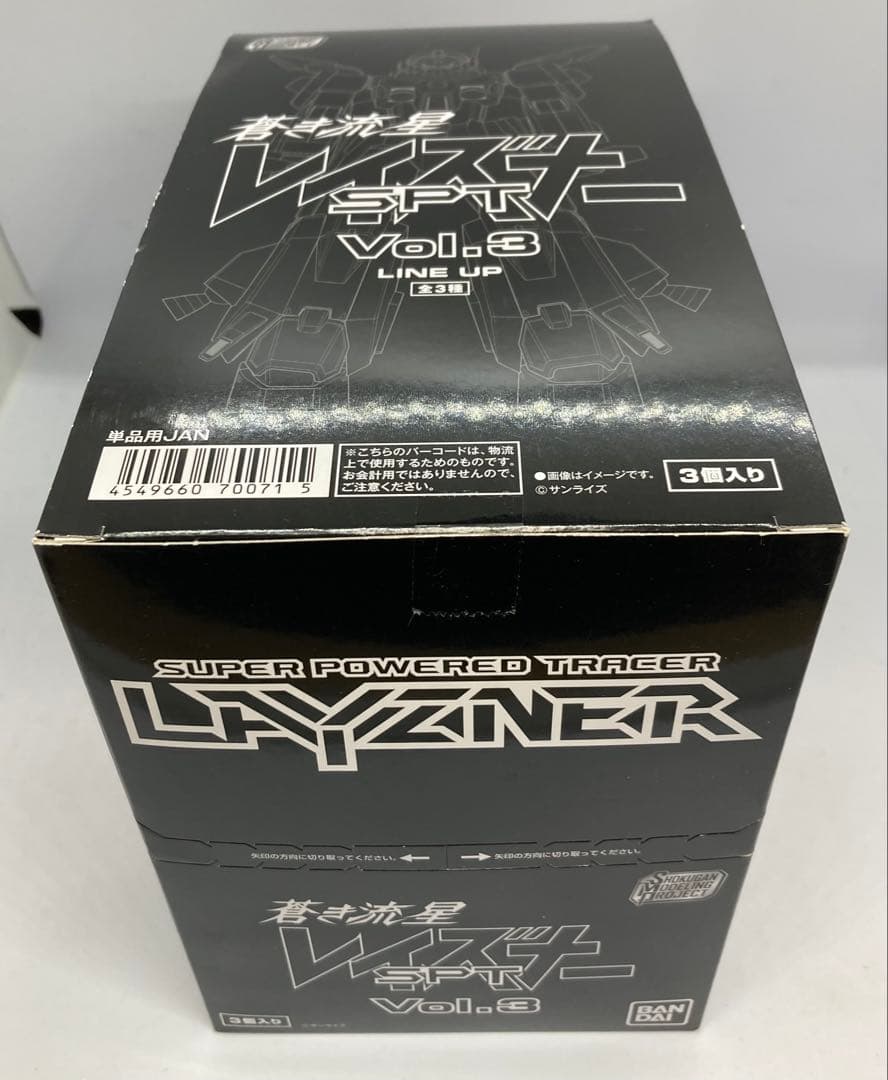 蒼き流星
レイズナー
SPT
Vol.3
LINE UP
全3種
単品用JAN
4549660 70071 5
※こちらのバーコードは、物流
上で使用するためのものです。
お会計用ではありませんので、
ご注意ください。
●画像はイメージです。
©サンライズ
3個入り
SUPER POWERED TRACER
LAYZNER
矢印の方向に切り取ってください。 ← → 矢印の方向に切り取ってください。
SHOKUGAN
MODELING
PROJECT
蒼き流星
レイズナー
SPT
Vol.3
3個入り
©サンライズ
BAN
DAI